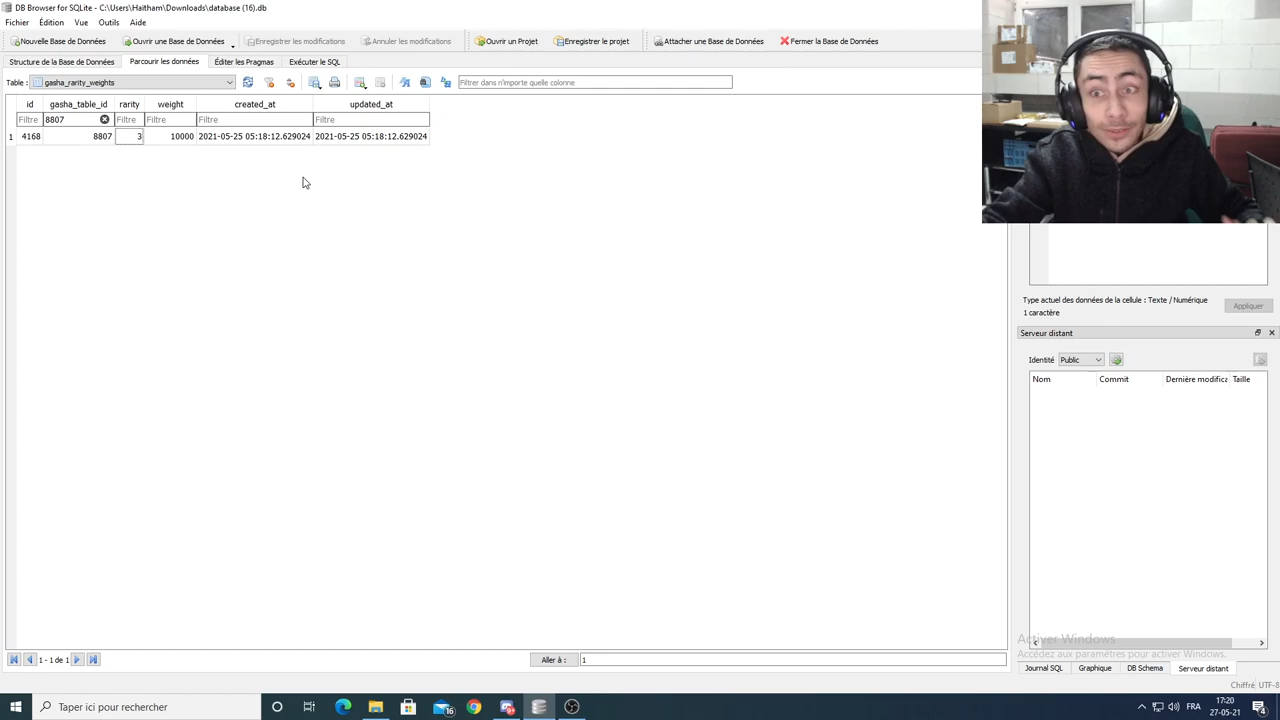 DB Browser for SQLite - C:\Users\Haitham\Downloads\database (16).db
Fichier Édition Vue Outils Aide
Nouvelle Base de Données Ouvrir une Base de Données Enregistrer les modifications Annuler les modifications Ouvrir un Projet Enregistrer le projet Attacher une Base de Données Fermer la Base de Données
Structure de la Base de Données Parcourir les données Éditer les Pragmas Exécuter le SQL
Table : gasha_rarity_weights Filtrer dans n'importe quelle colonne
id gasha_table_id rarity weight created_at updated_at
Filtre 8807 Filtre Filtre Filtre Filtre
1 4168 8807 3 10000 2021-05-25 05:18:12.629024 2021-05-25 05:18:12.629024
Type actuel des données de la cellule : Texte / Numérique
1 caractère
Appliquer
Serveur distant
Identité Public
Nom Commit Dernière modifica Taille
Activer Windows
Accédez aux paramètres pour activer Windows.
1 - 1 de 1 Aller à : 1
Journal SQL Graphique DB Schema Serveur distant
Chiffré UTF-8
Taper ici pour rechercher
16
FR
17:20
27-05-21
4